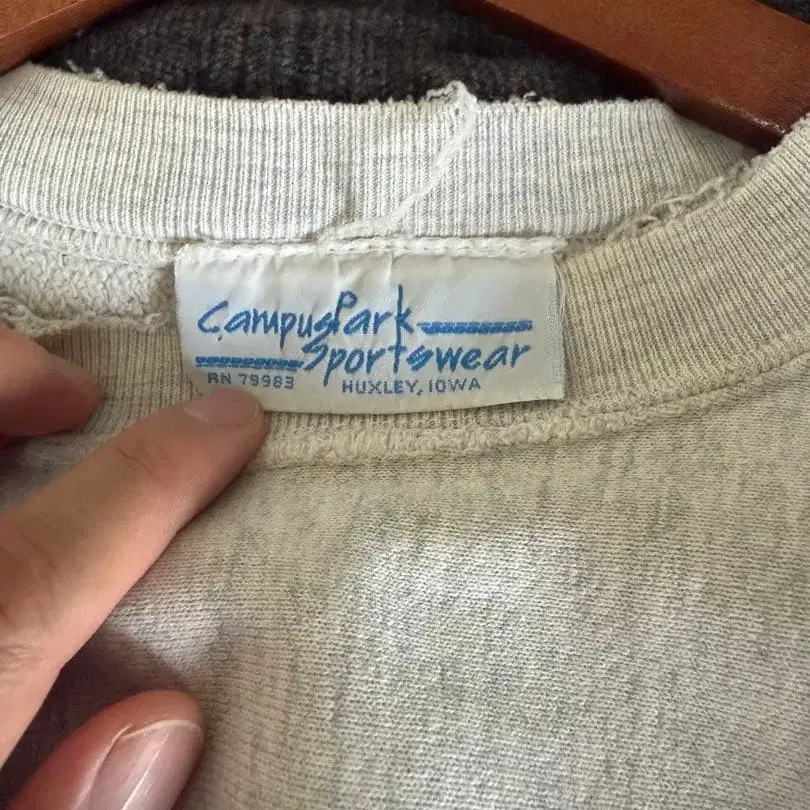 CampusPark
Sportswear
RN 79983 HUXLEY, IOWA